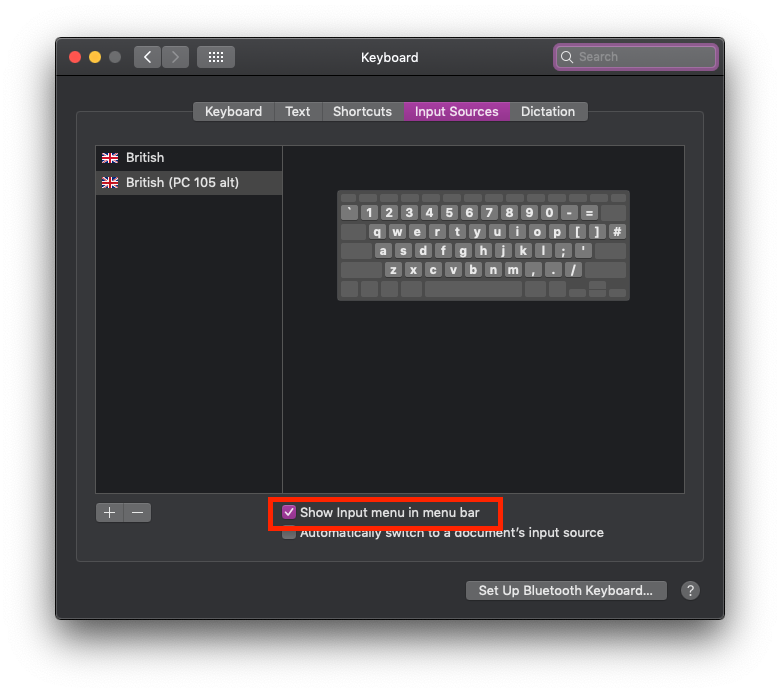 Keyboard
Search
Keyboard Text Shortcuts Input Sources Dictation
British
British (PC 105 alt)
` 1 2 3 4 5 6 7 8 9 0 - =
q w e r t y u i o p [ ] #
a s d f g h j k l ; '
z x c v b n m , . /
+ −
Show Input menu in menu bar
Automatically switch to a document's input source
Set Up Bluetooth Keyboard... ?